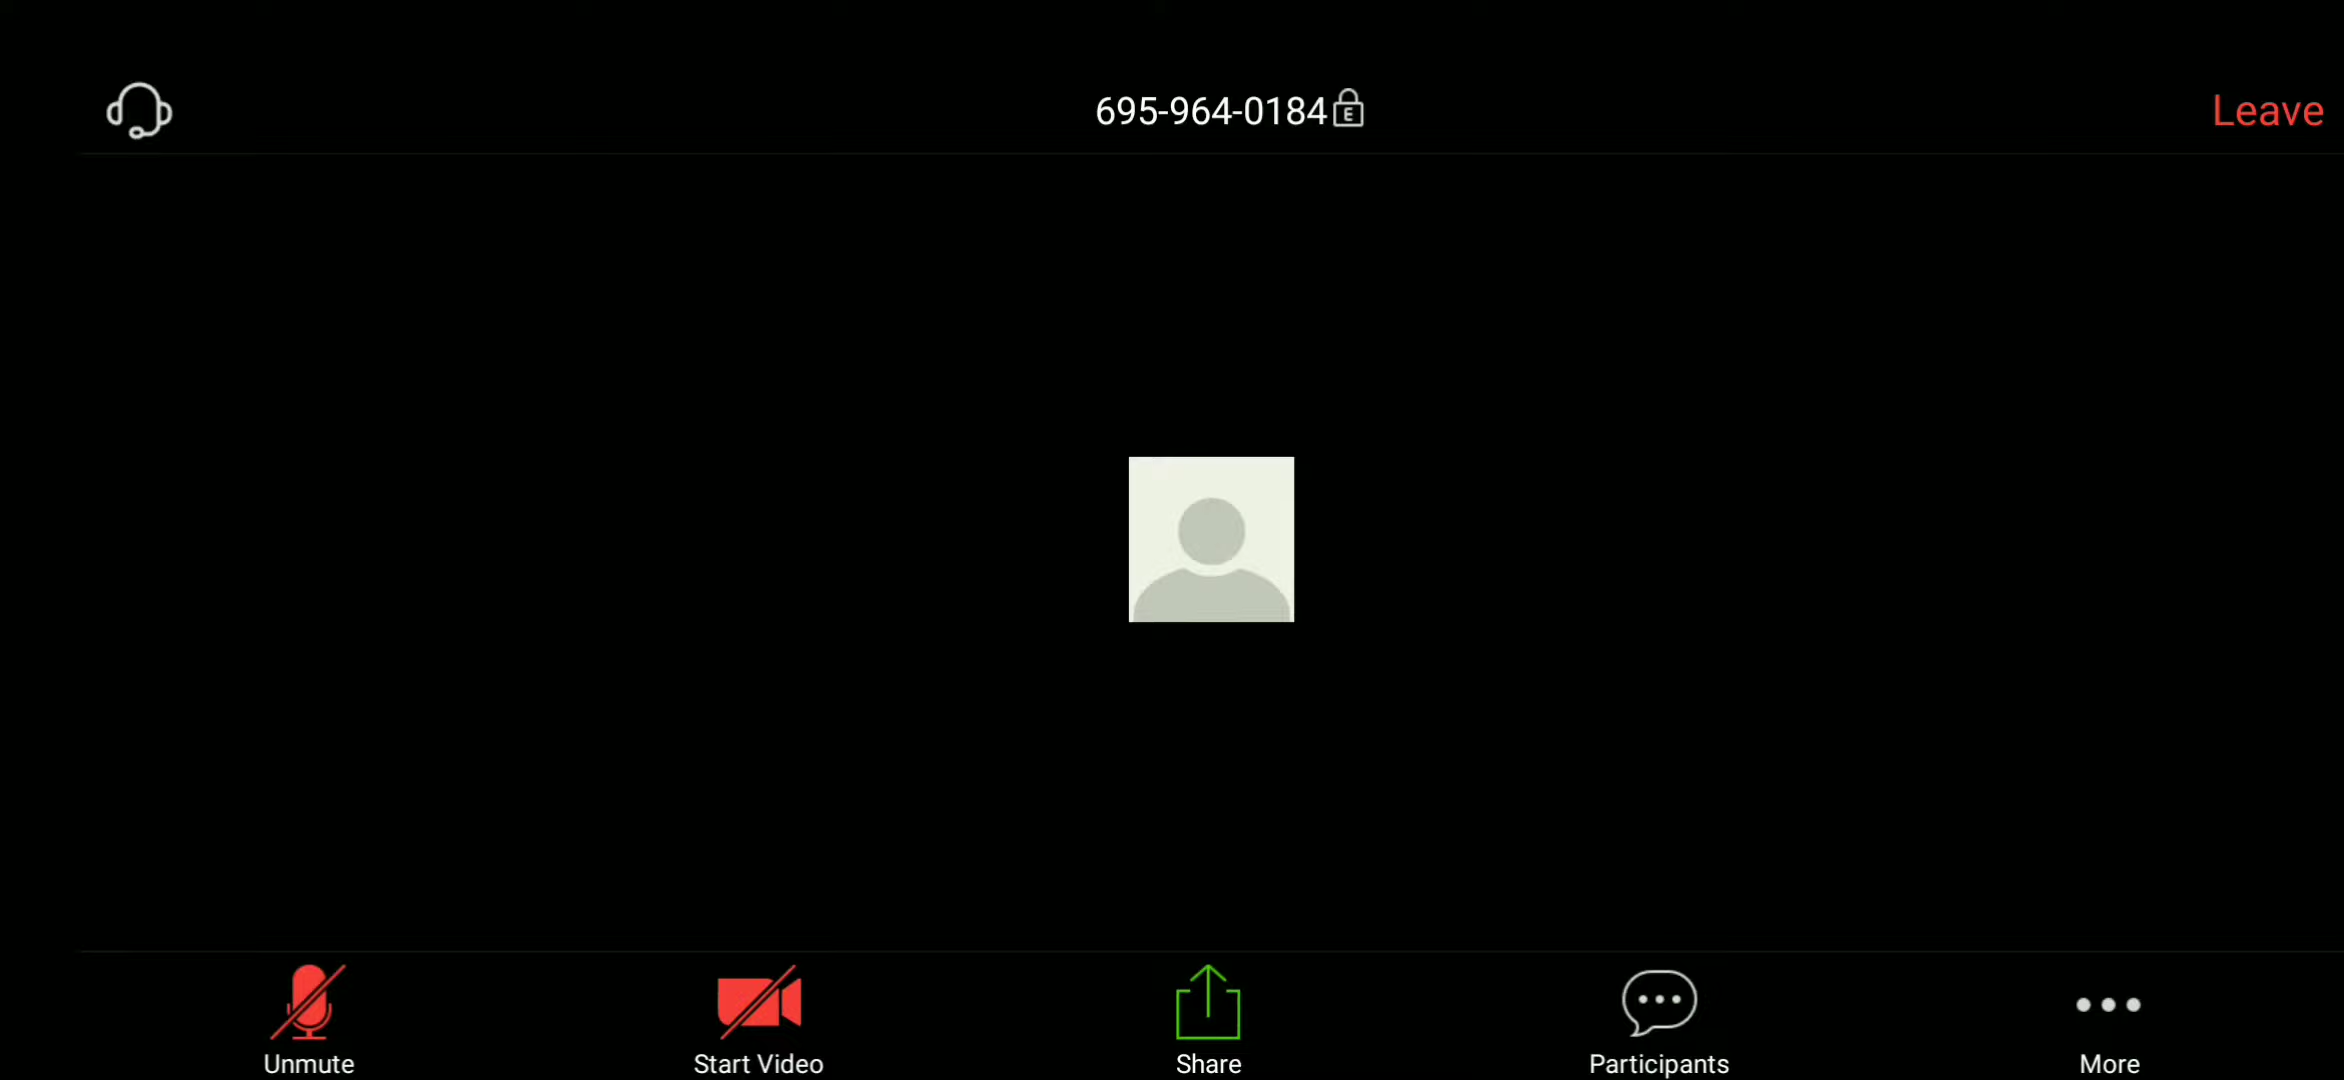 695-964-0184
E
Leave
Unmute
Start Video
Share
Participants
More